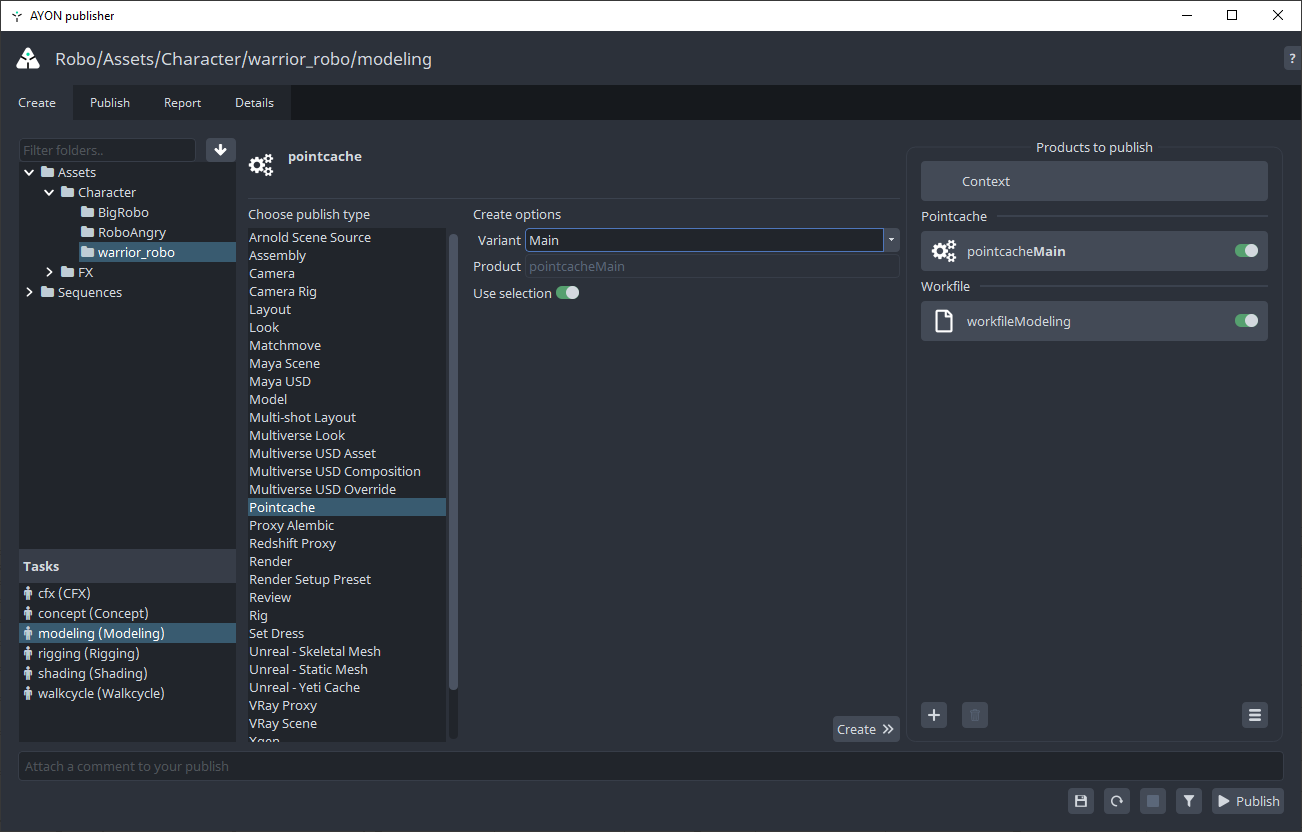 AYON publisher
Robo/Assets/Character/warrior_robo/modeling
?
Create
Publish
Report
Details
Filter folders..
Assets
Character
BigRobo
RoboAngry
warrior_robo
FX
Sequences
Tasks
cfx (CFX)
concept (Concept)
modeling (Modeling)
rigging (Rigging)
shading (Shading)
walkcycle (Walkcycle)
pointcache
Choose publish type
Arnold Scene Source
Assembly
Camera
Camera Rig
Layout
Look
Matchmove
Maya Scene
Maya USD
Model
Multi-shot Layout
Multiverse Look
Multiverse USD Asset
Multiverse USD Composition
Multiverse USD Override
Pointcache
Proxy Alembic
Redshift Proxy
Render
Render Setup Preset
Review
Rig
Set Dress
Unreal - Skeletal Mesh
Unreal - Static Mesh
Unreal - Yeti Cache
VRay Proxy
VRay Scene
Xgen
Create options
Variant Main
Product pointcacheMain
Use selection
Create
Products to publish
Context
Pointcache
pointcacheMain
Workfile
workfileModeling
Attach a comment to your publish
Publish